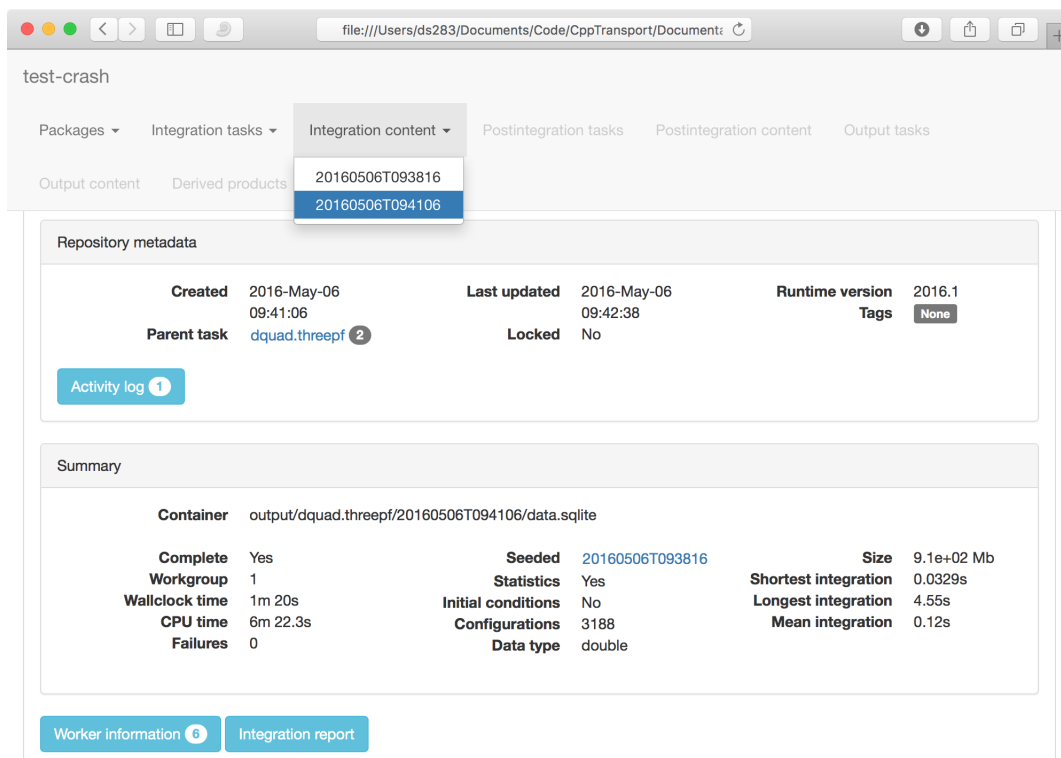 file:///Users/ds283/Documents/Code/CppTransport/Documenta
test-crash
Packages Integration tasks Integration content Postintegration tasks Postintegration content Output tasks
Output content Derived products
20160506T093816
20160506T094106
Repository metadata
Created 2016-May-06 Last updated 2016-May-06 Runtime version 2016.1
09:41:06 09:42:38 Tags None
Parent task dquad.threepf 2 Locked No
Activity log 1
Summary
Container output/dquad.threepf/20160506T094106/data.sqlite
Complete Yes Seeded 20160506T093816 Size 9.1e+02 Mb
Workgroup 1 Statistics Yes Shortest integration 0.0329s
Wallclock time 1m 20s Initial conditions No Longest integration 4.55s
CPU time 6m 22.3s Configurations 3188 Mean integration 0.12s
Failures 0 Data type double
Worker information 6 Integration report